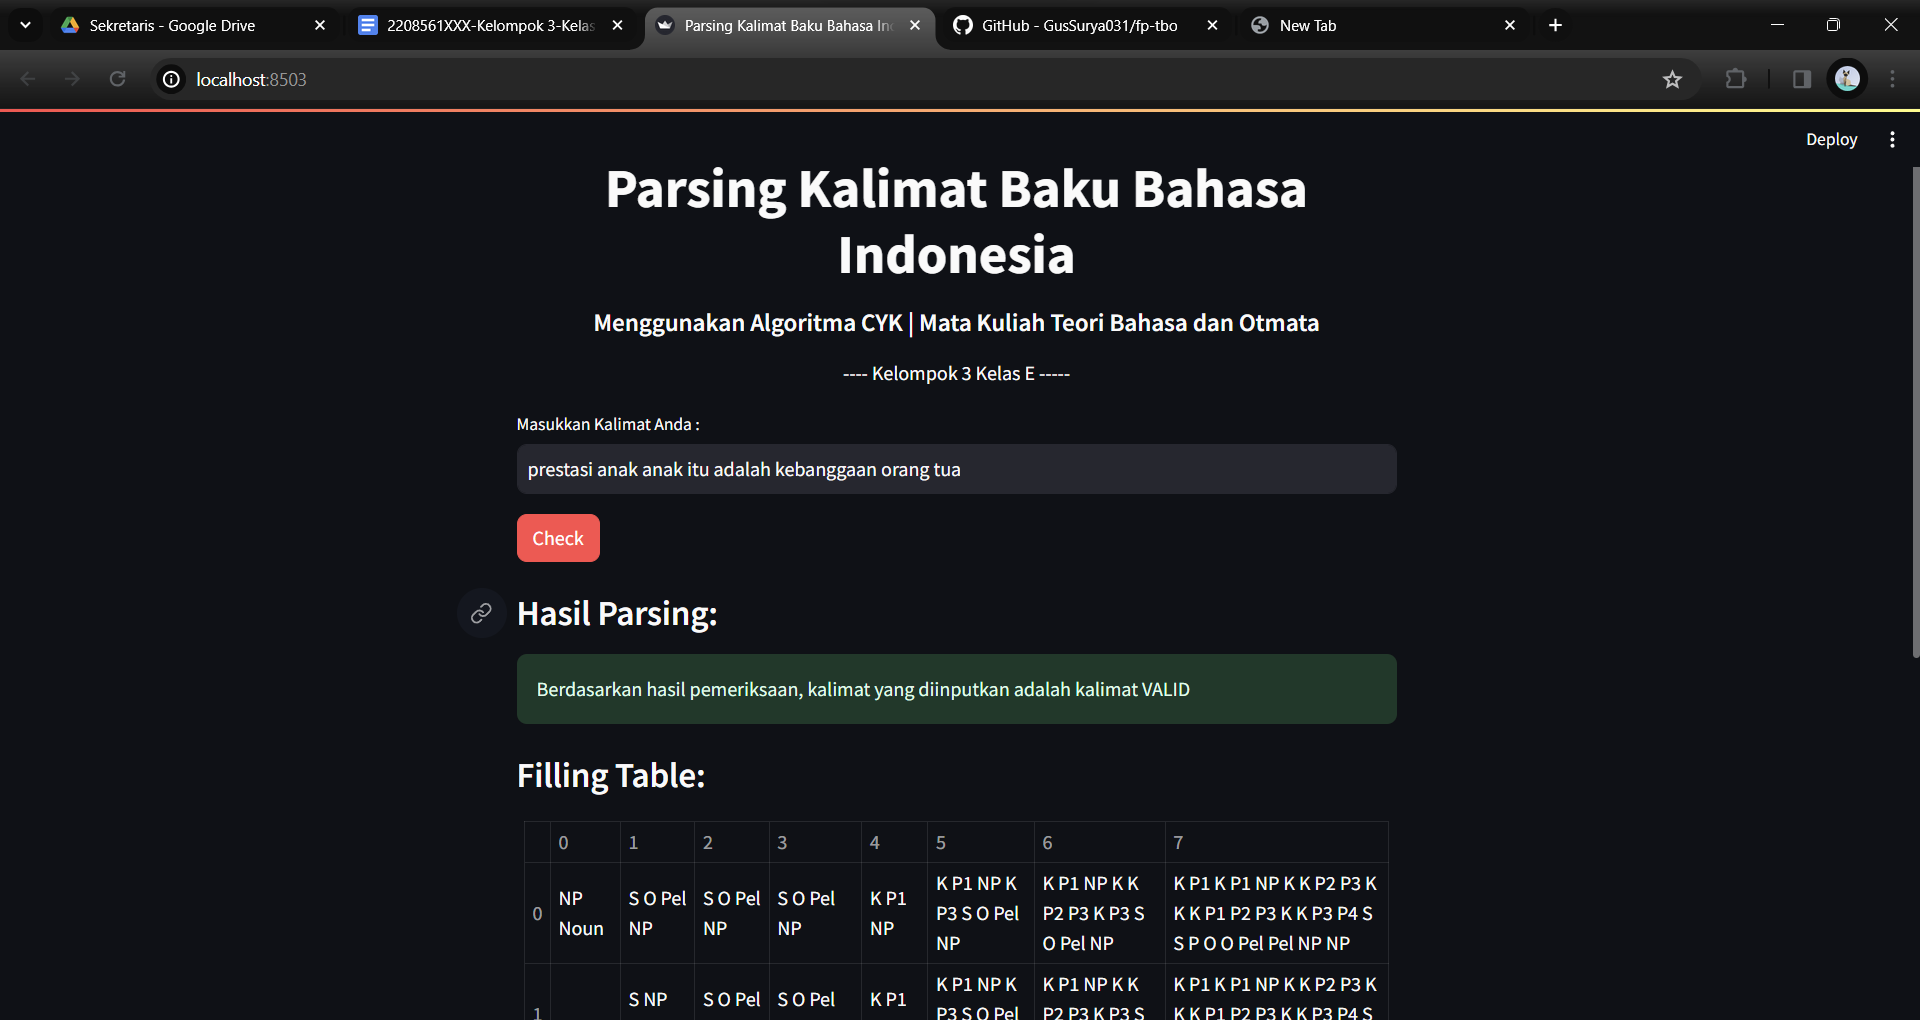 Sekretaris - Google Drive
2208561XXX-Kelompok 3-Kelas
Parsing Kalimat Baku Bahasa In
GitHub - GusSurya031/fp-tbo
New Tab
localhost:8503
Deploy
Parsing Kalimat Baku Bahasa
Indonesia
Menggunakan Algoritma CYK | Mata Kuliah Teori Bahasa dan Otmata
---- Kelompok 3 Kelas E -----
Masukkan Kalimat Anda :
prestasi anak anak itu adalah kebanggaan orang tua
Check
Hasil Parsing:
Berdasarkan hasil pemeriksaan, kalimat yang diinputkan adalah kalimat VALID
Filling Table:
0 1 2 3 4 5 6 7
K P1 NP K K P1 NP K K K P1 K P1 NP K K P2 P3 K
0 NP S O Pel S O Pel S O Pel K P1 P3 S O Pel P2 P3 K P3 S K K P1 P2 P3 K K P3 P4 S
Noun NP NP NP NP NP O Pel NP S P O O Pel Pel NP NP
K P1 NP K K P1 NP K K K P1 K P1 NP K K P2 P3 K
1 S NP S O Pel S O Pel K P1 P3 S O Pel P2 P3 K P3 S K K P1 P2 P3 K K P3 P4 S